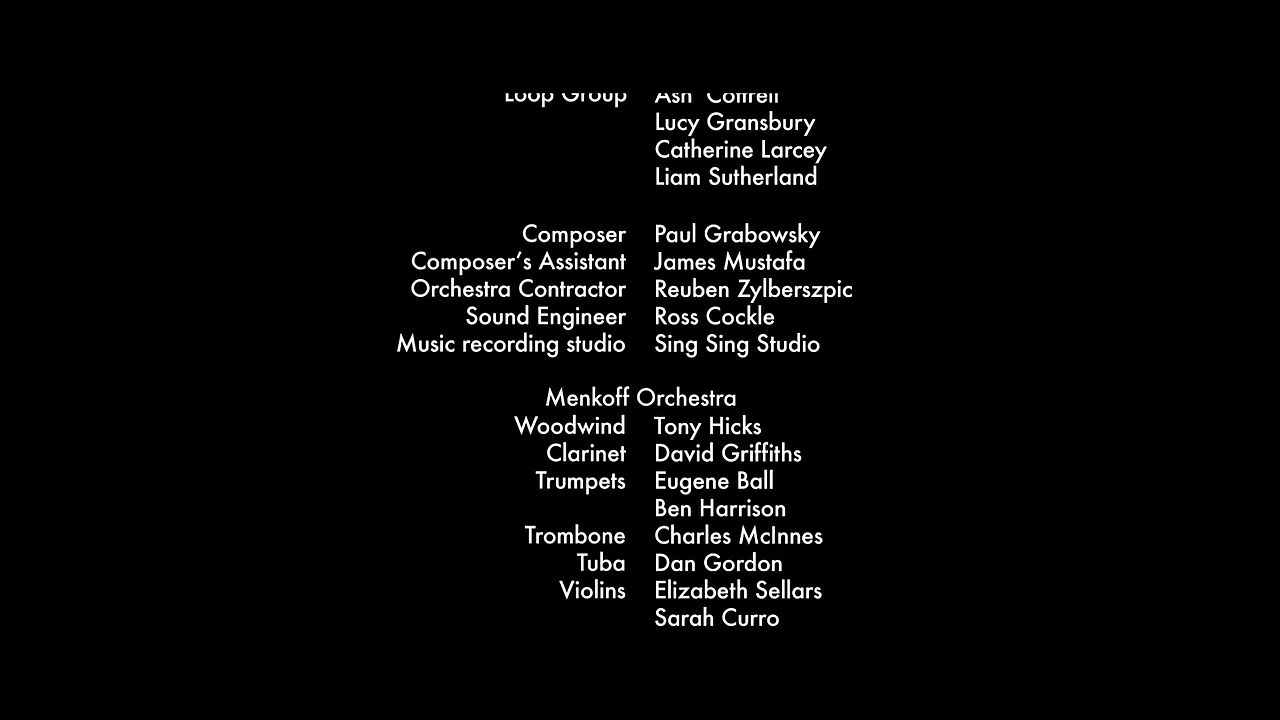 Loop Group Ash Cottrell
Lucy Gransbury
Catherine Larcey
Liam Sutherland
Composer Paul Grabowsky
Composer's Assistant James Mustafa
Orchestra Contractor Reuben Zylberszpic
Sound Engineer Ross Cockle
Music recording studio Sing Sing Studio
Menkoff Orchestra
Woodwind Tony Hicks
Clarinet David Griffiths
Trumpets Eugene Ball
Ben Harrison
Trombone Charles McInnes
Tuba Dan Gordon
Violins Elizabeth Sellars
Sarah Curro